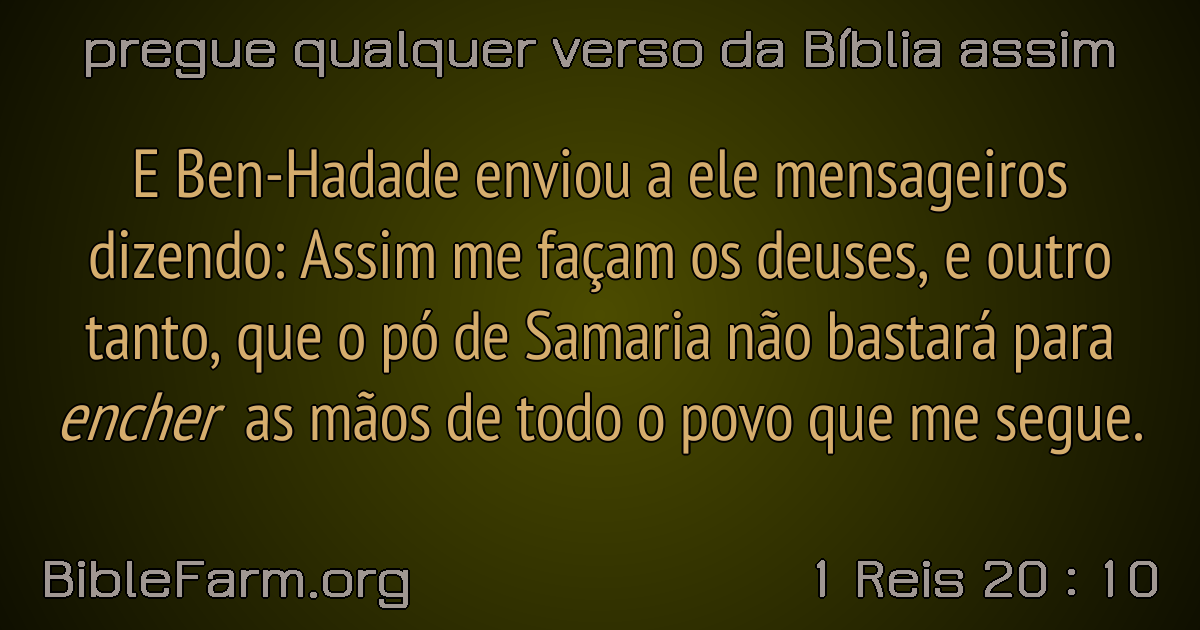 pregue qualquer verso da Bíblia assim
E Ben-Hadade enviou a ele mensageiros
dizendo: Assim me façam os deuses, e outro
tanto, que o pó de Samaria não bastará para
encher as mãos de todo o povo que me segue.
BibleFarm.org
1 Reis 20 : 10